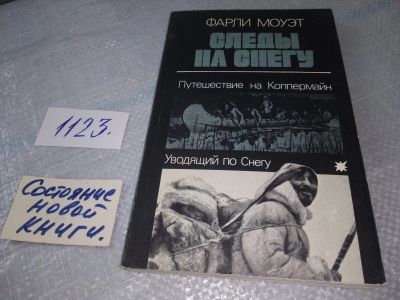 ФАРЛИ МОУЭТ
СЛЕДЫ
НА СНЕГУ
Путешествие на Коппермайн
Уводящий по Снегу
1123.
Состояние
новой
книги.